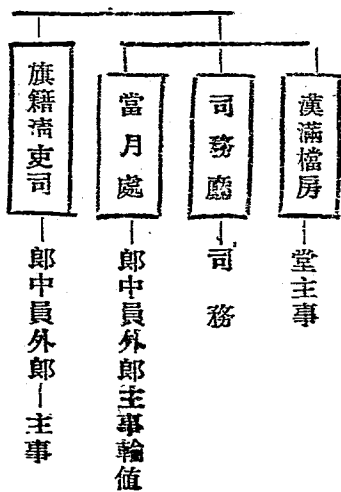 漢滿檔房
堂主事
司務廳
司務
當月處
郎中員外郎主事輪值
旗籍清吏司
郎中員外郎
主事